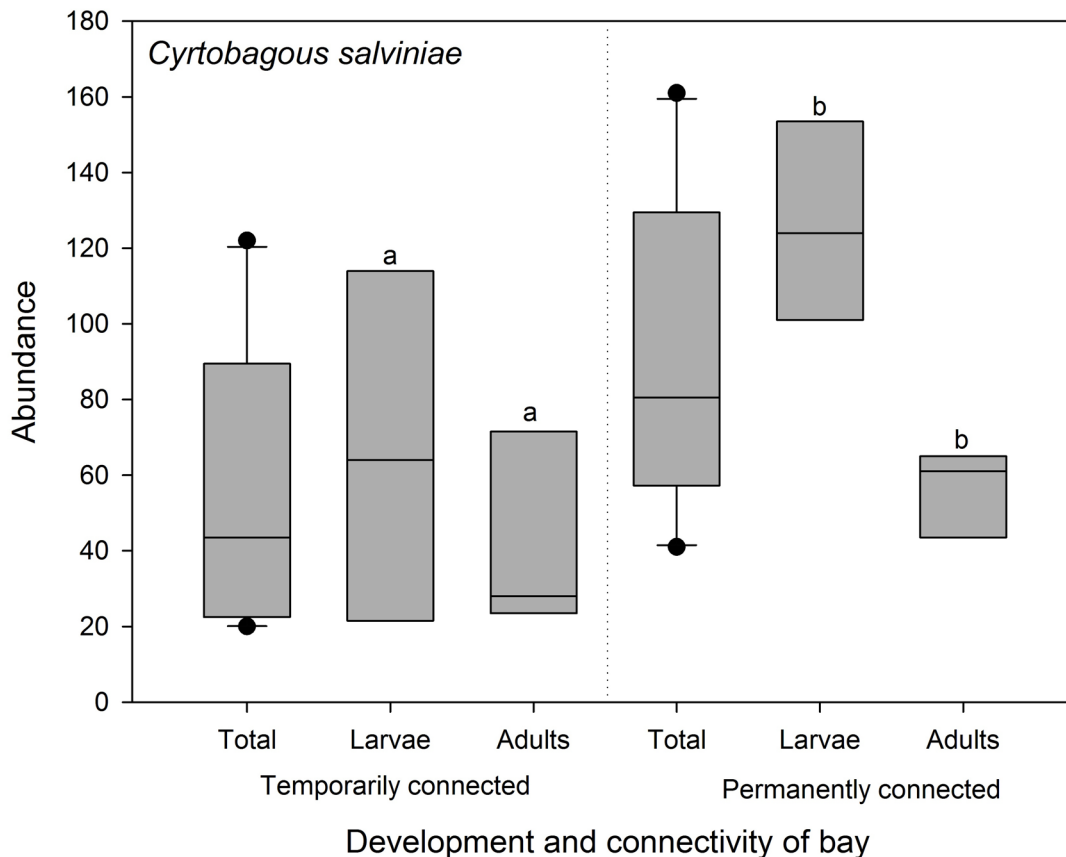 Cyrtobagous salviniae
180
160
140
120
100
80
60
40
20
0
Abundance
a
a
b
b
Total Larvae Adults Total Larvae Adults
Temporarily connected Permanently connected
Development and connectivity of bay